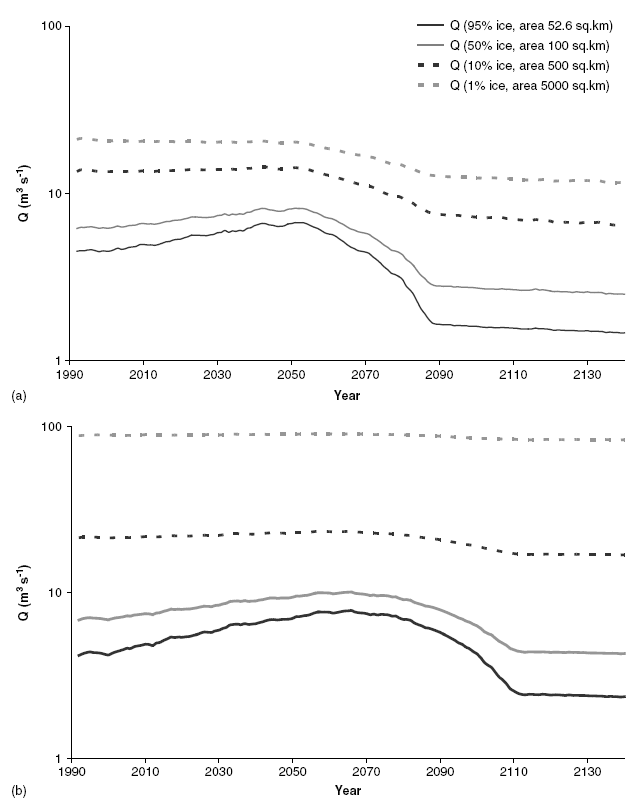 100
Q (95% ice, area 52.6 sq.km)
Q (50% ice, area 100 sq.km)
Q (10% ice, area 500 sq.km)
Q (1% ice, area 5000 sq.km)
Q (m³ s⁻¹)
10
1
1990 2010 2030 2050 2070 2090 2110 2130
(a) Year
100
Q (m³ s⁻¹)
10
1
1990 2010 2030 2050 2070 2090 2110 2130
(b) Year